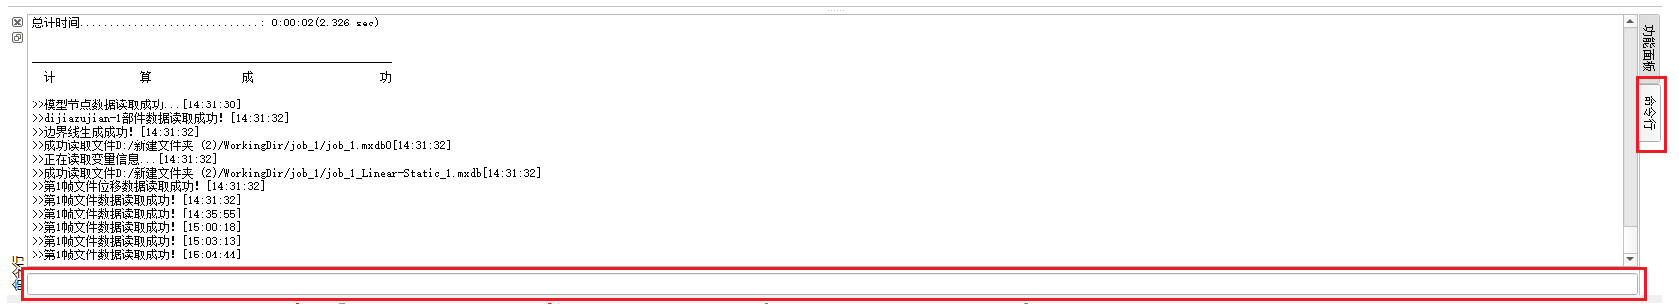 总计时间..............................: 0:00:02(2.326 sec)
计 算 成 功
>>模型节点数据读取成功...[14:31:30]
>>dijiazujian-1部件数据读取成功! [14:31:32]
>>边界线生成成功! [14:31:32]
>>成功读取文件D:/新建文件夹 (2)/WorkingDir/job_1/job_1.mxdb0[14:31:32]
>>正在读取变量信息...[14:31:32]
>>成功读取文件D:/新建文件夹 (2)/WorkingDir/job_1/job_1_Linear-Static_1.mxdb[14:31:32]
>>第1帧文件位移数据读取成功! [14:31:32]
>>第1帧文件数据读取成功! [14:31:32]
>>第1帧文件数据读取成功! [14:35:55]
>>第1帧文件数据读取成功! [15:00:18]
>>第1帧文件数据读取成功! [15:03:13]
>>第1帧文件数据读取成功! [15:04:44]
命令行
功能面板
命令行